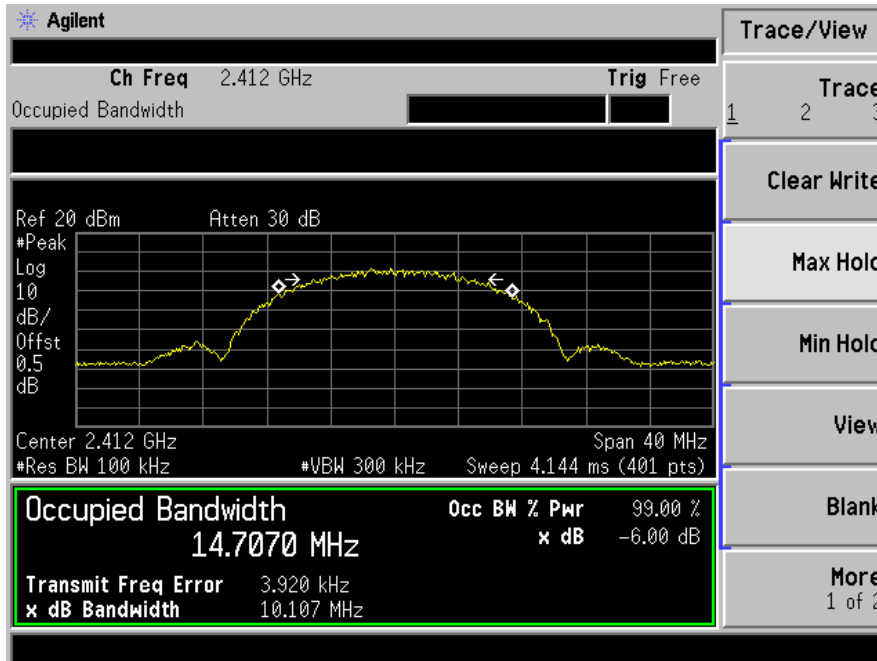 Agilent
Trace/View
Ch Freq 2.412 GHz Trig Free
Occupied Bandwidth
Trace
1 2 3
Clear Write
Max Hold
Min Hold
View
Blank
More
1 of 2
Ref 20 dBm Atten 30 dB
#Peak
Log
10
dB/
Offst
0.5
dB
Center 2.412 GHz Span 40 MHz
#Res BW 100 kHz #VBW 300 kHz Sweep 4.144 ms (401 pts)
Occupied Bandwidth
14.7070 MHz
Occ BW % Pwr 99.00 %
x dB -6.00 dB
Transmit Freq Error 3.920 kHz
x dB Bandwidth 10.107 MHz